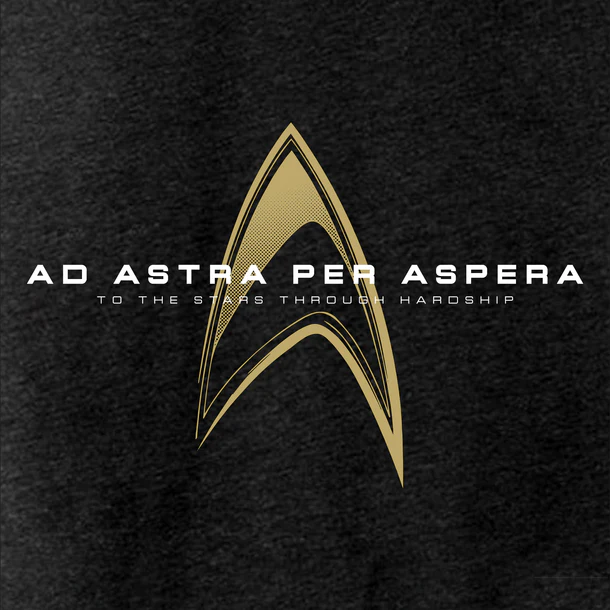 AD ASTRA PER ASPERA
TO THE STARS THROUGH HARDSHIP